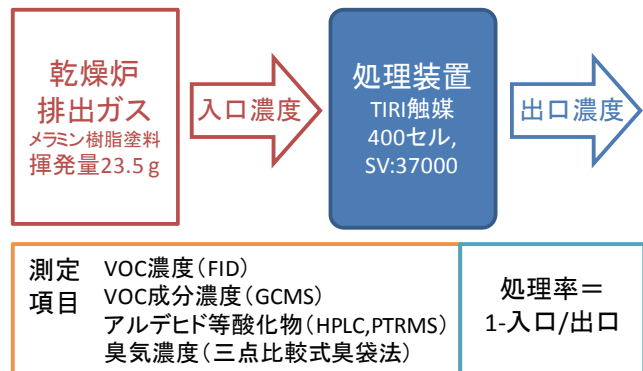 乾燥炉
排出ガス
メラミン樹脂塗料
揮発量23.5g
入口濃度
処理装置
TIRI触媒
400セル,
SV:37000
出口濃度
測定
項目
VOC濃度(FID)
VOC成分濃度(GCMS)
アルデヒド等酸化物(HPLC,PTRMS)
臭気濃度(三点比較式臭袋法)
処理率＝
1-入口/出口